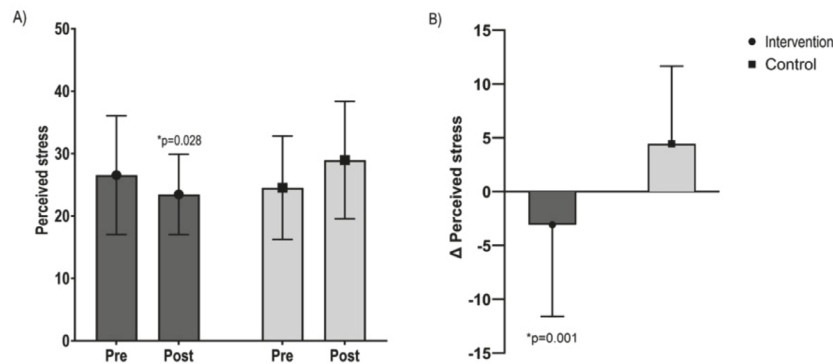 A)
50
40
30
20
10
0
Perceived stress
*p=0.028
Pre
Post
Pre
Post
B)
15
10
5
0
-5
-10
-15
Δ Perceived stress
*p=0.001
Intervention
Control